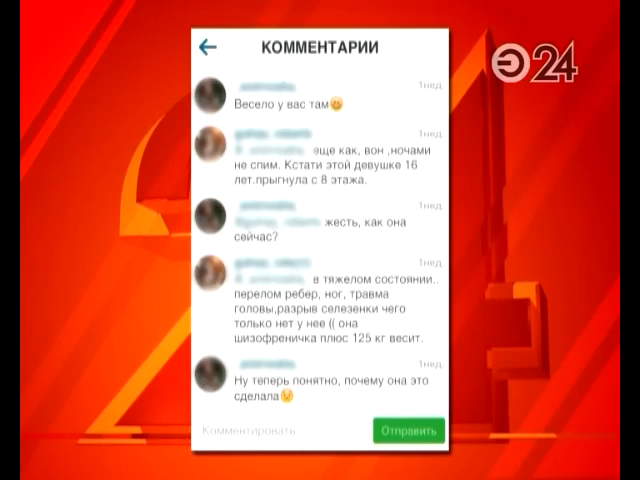 КОММЕНТАРИИ
Э24
1нед.
Весело у вас там
1нед.
еще как, вон ,ночами
не спим. Кстати этой девушке 16
лет.прыгнула с 8 этажа.
1нед.
жесть, как она
сейчас?
1нед.
в тяжелом состоянии..
перелом ребер, ног, травма
головы,разрыв селезенки чего
только нет у нее (( она
шизофреничка плюс 125 кг весит.
1нед.
Ну теперь понятно, почему она это
сделала
Комментировать
Отправить